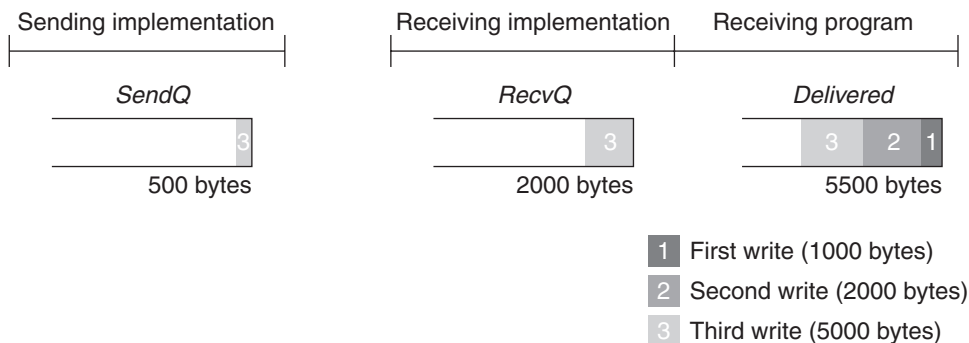 Sending implementation
Receiving implementation
Receiving program
SendQ
RecvQ
Delivered
3
3
3 2 1
500 bytes
2000 bytes
5500 bytes
1 First write (1000 bytes)
2 Second write (2000 bytes)
3 Third write (5000 bytes)